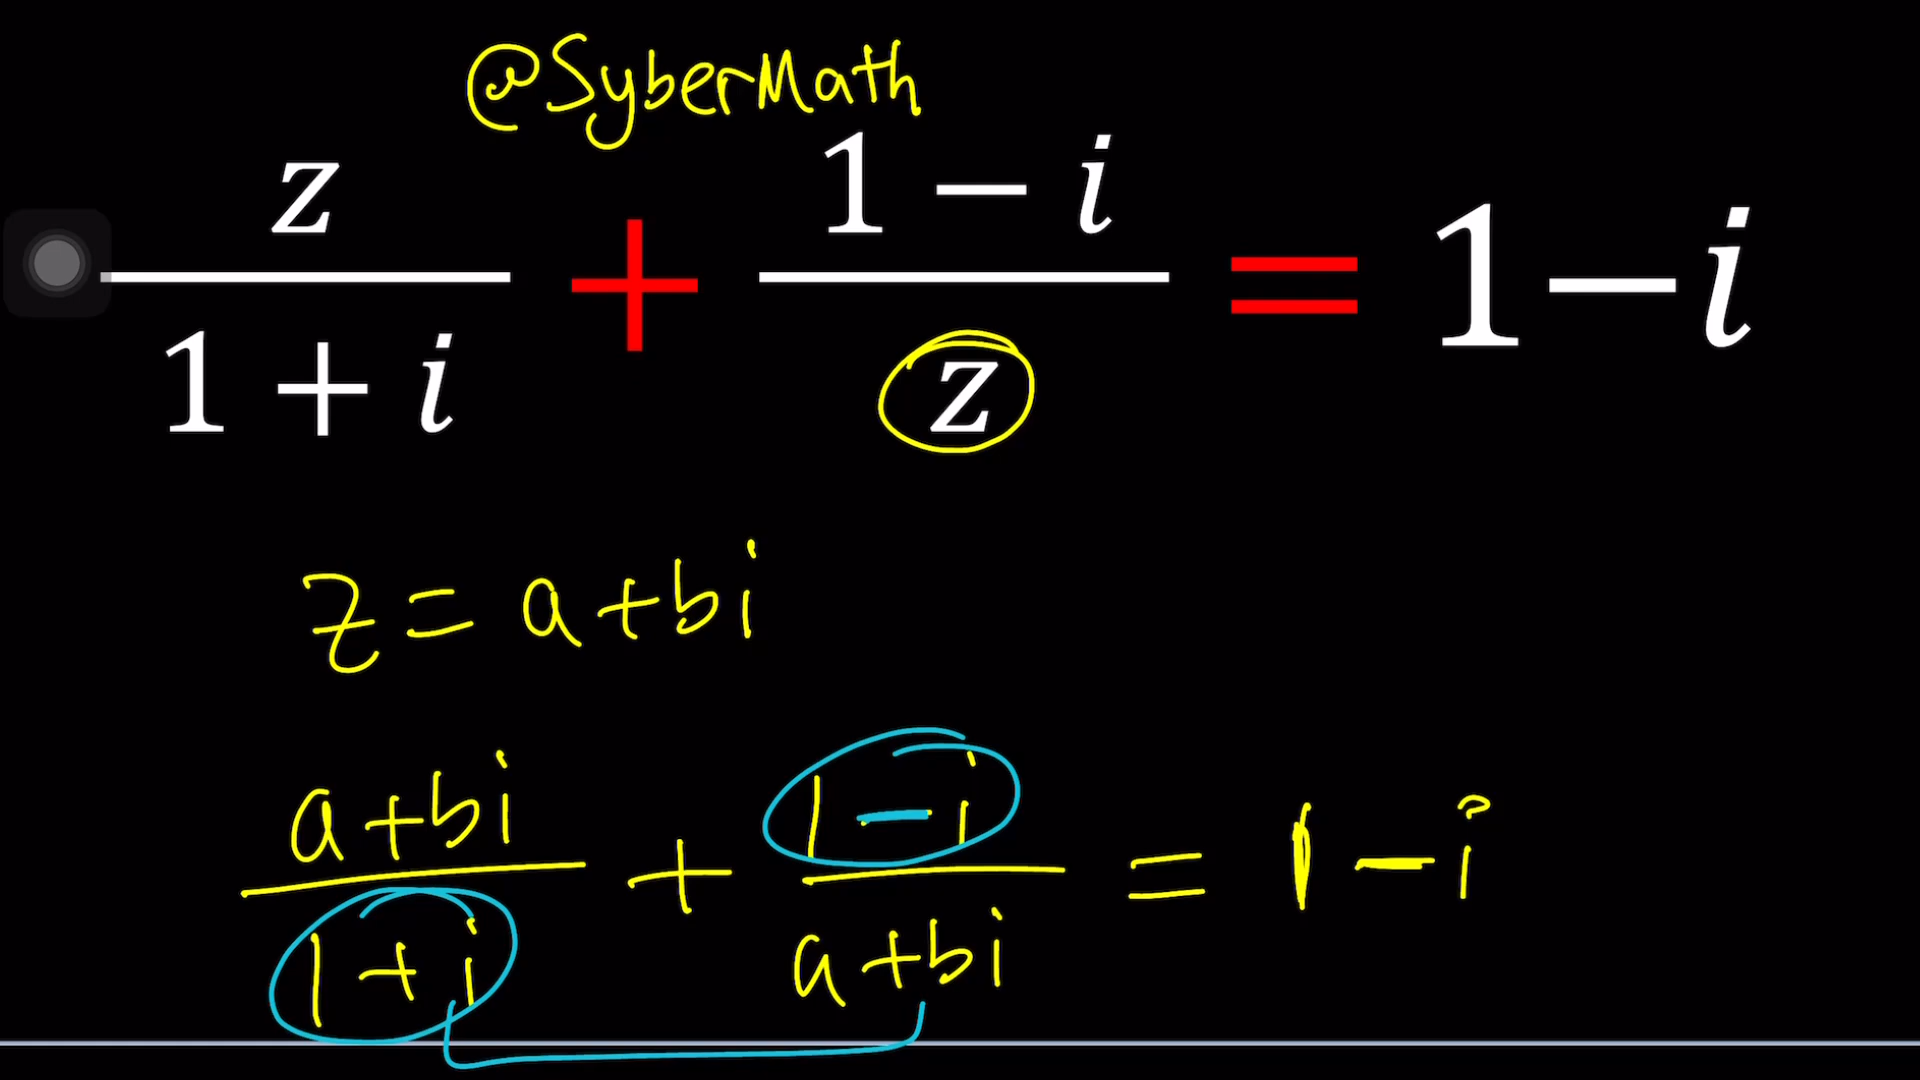 @SyberMath
z/(1 + i) + (1 − i)/z = 1−i
z = a+bi
(a+bi)/(1+i) + (1−i)/(a+bi) = 1−i